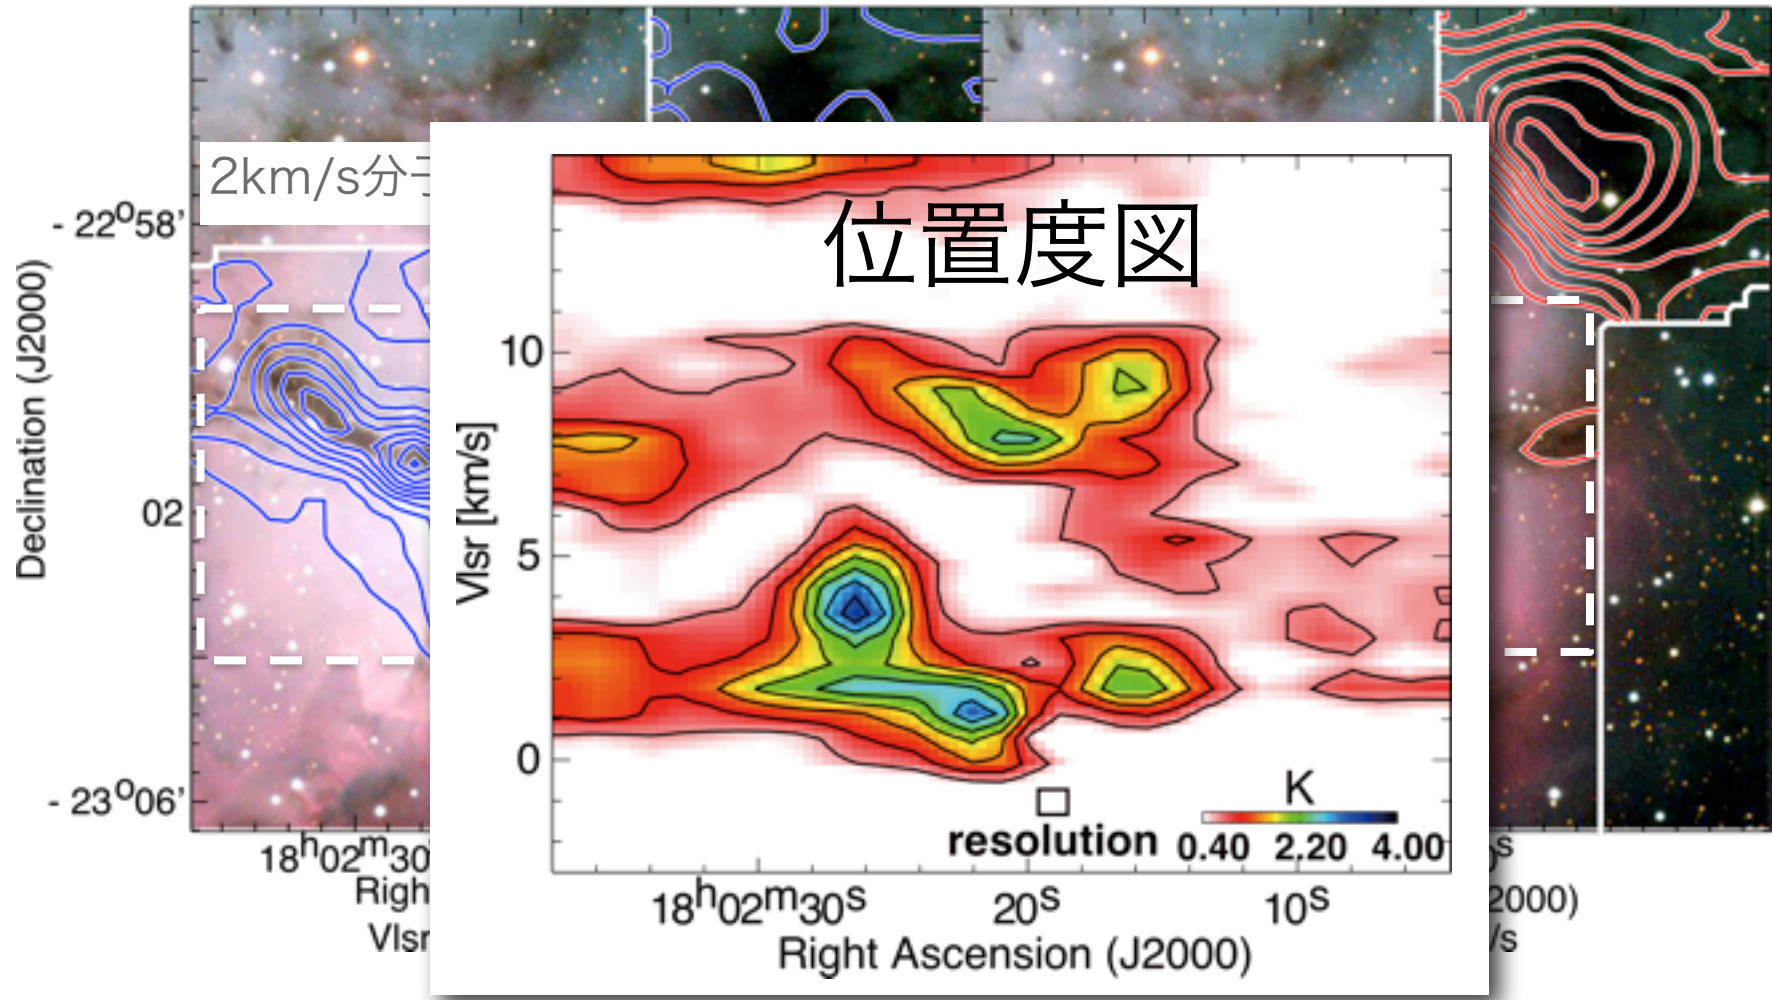 2km/s分
位置度図
- 22°58'
02
- 23°06'
Declination (J2000)
18h02m30
Righ
Vlsr
10
5
0
Vlsr [km/s]
K
resolution
0.40 2.20 4.00
18h02m30s 20s 10s
Right Ascension (J2000)
s
2000)
/s